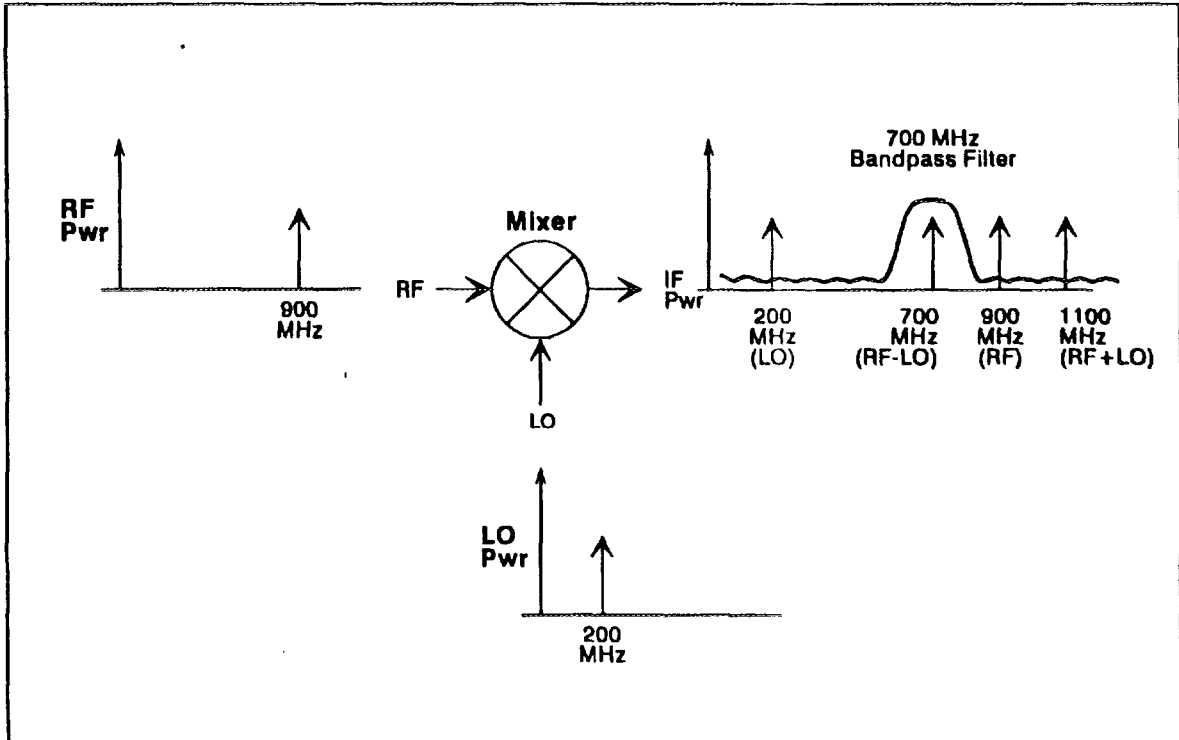 RF
Pwr
900
MHz
Mixer
RF
LO
LO
Pwr
200
MHz
700 MHz
Bandpass Filter
IF
Pwr
200
MHz
(LO)
700
MHz
(RF-LO)
900
MHz
(RF)
1100
MHz
(RF+LO)